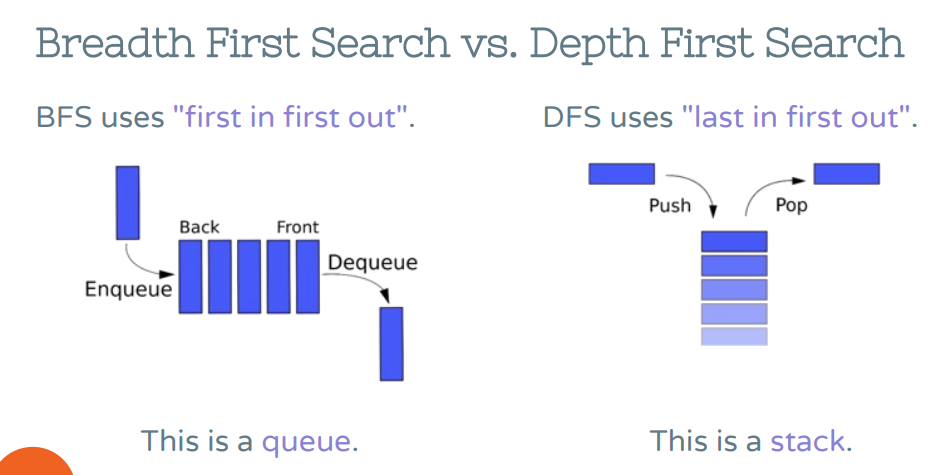 Breadth First Search vs. Depth First Search
BFS uses "first in first out".
Back
Front
Enqueue
Dequeue
This is a queue.
DFS uses "last in first out".
Push
Pop
This is a stack.